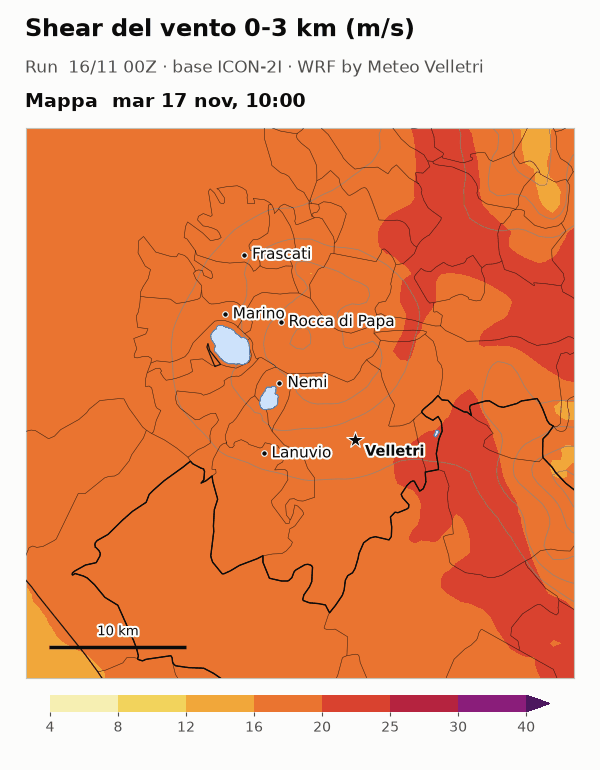 Shear del vento 0-3 km (m/s)
Run  16/11 00Z · base ICON-2I · WRF by Meteo Velletri
Mappa  mar 17 nov, 10:00
Frascati
Marino
Rocca di Papa
Nemi
Velletri
Lanuvio
10 km
4 8 12 16 20 25 30 40